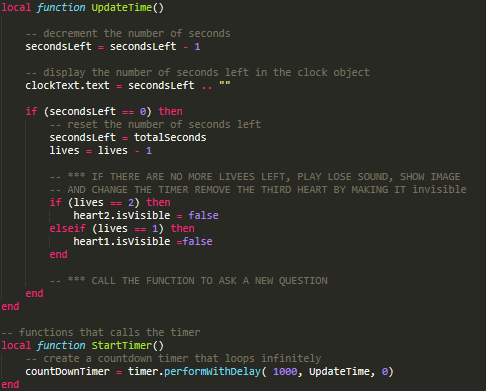 local function UpdateTime()
-- decrement the number of seconds
secondsLeft = secondsLeft - 1
-- display the number of seconds left in the clock object
clockText.text = secondsLeft .. ""
if (secondsLeft == 0) then
-- reset the number of seconds left
secondsLeft = totalSeconds
lives = lives - 1
-- *** IF THERE ARE NO MORE LIVEES LEFT, PLAY LOSE SOUND, SHOW IMAGE
-- AND CHANGE THE TIMER REMOVE THE THIRD HEART BY MAKING IT invisible
if (lives == 2) then
heart2.isVisible = false
elseif (lives == 1) then
heart1.isVisible =false
end
-- *** CALL THE FUNCTION TO ASK A NEW QUESTION
end
end
-- functions that calls the timer
local function StartTimer()
-- create a countdown timer that loops infinitely
countDownTimer = timer.performWithDelay( 1000, UpdateTime, 0)
end